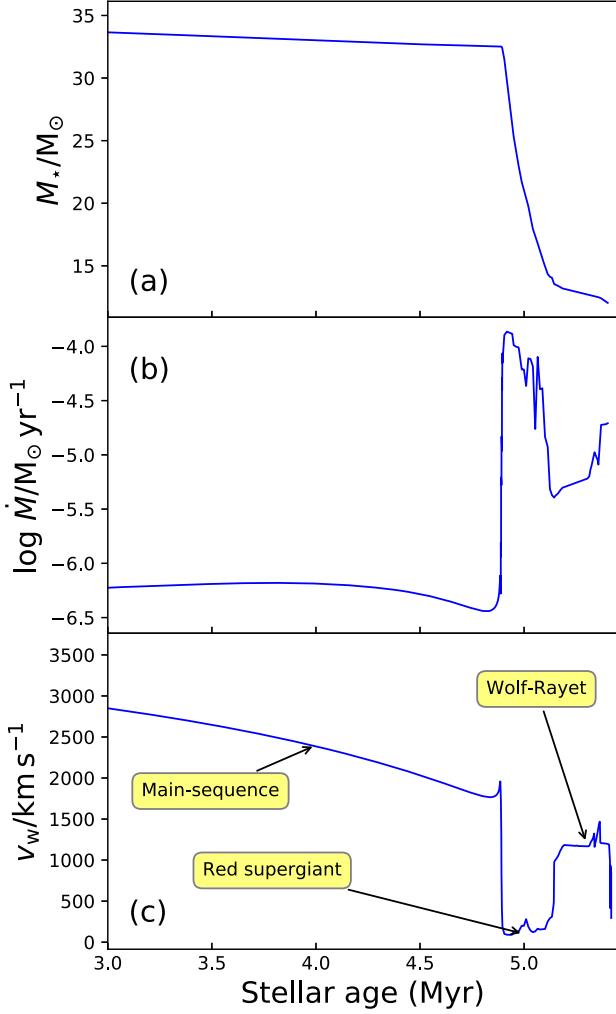 35
30
25
20
15
M⋆/M⊙
(a)
−4.0
−4.5
−5.0
−5.5
−6.0
−6.5
log Ṁ/M⊙ yr⁻¹
(b)
3500
3000
2500
2000
1500
1000
500
0
v_w/km s⁻¹
Wolf-Rayet
Main-sequence
Red supergiant
(c)
3.0 3.5 4.0 4.5 5.0
Stellar age (Myr)